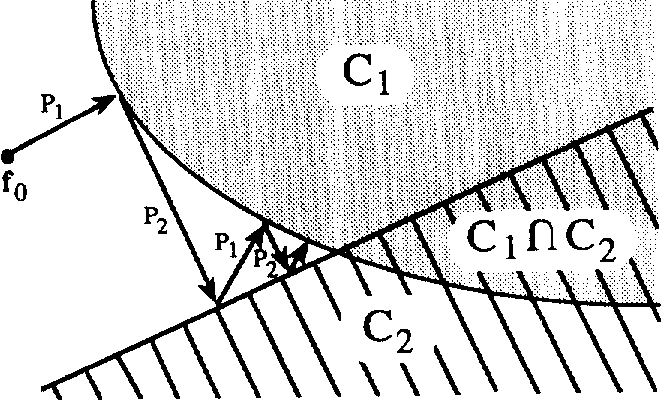 C₁
P₁
f₀
P₂
P₁
P₂
C₁ ∩ C₂
C₂